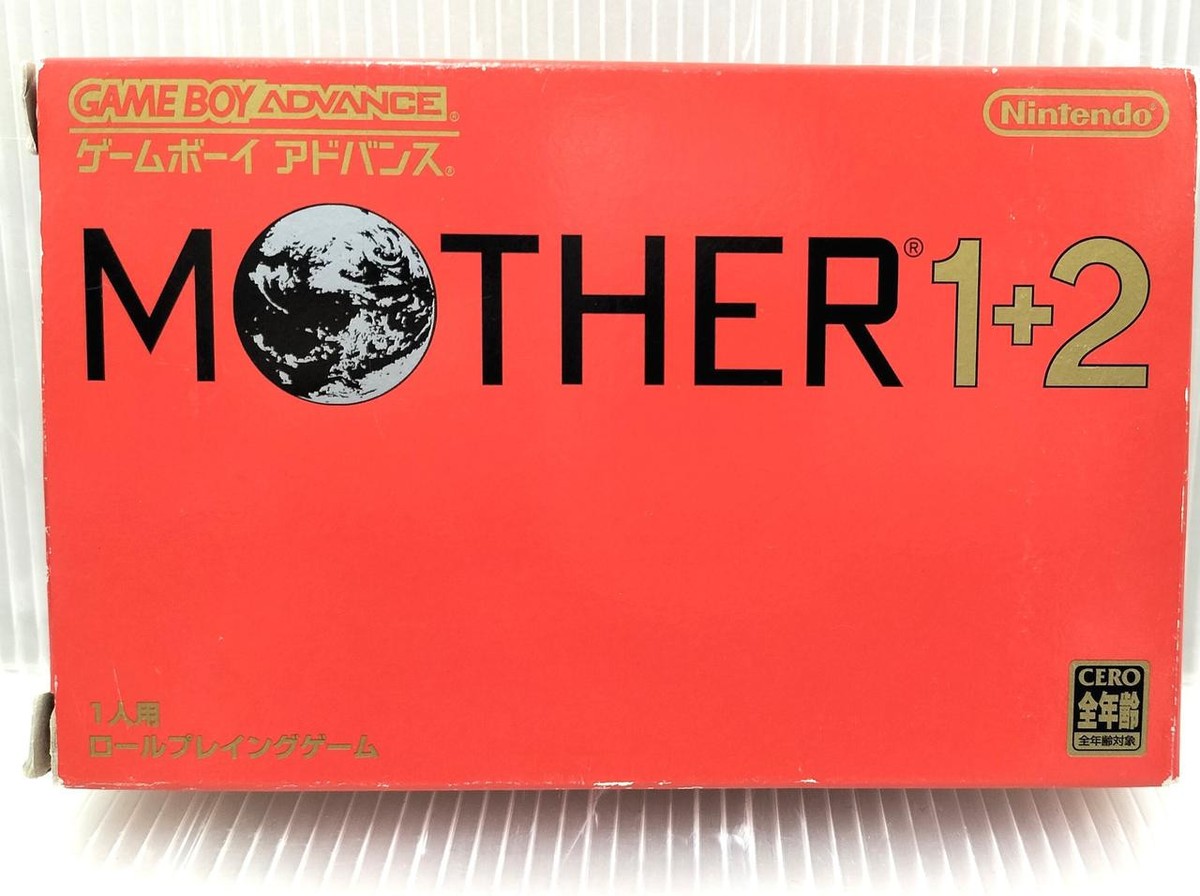 GAME BOY ADVANCE®
ゲームボーイ アドバンス®
Nintendo®
MOTHER® 1+2
1人用
ロールプレイングゲーム
CERO
全年齢
全年齢対象